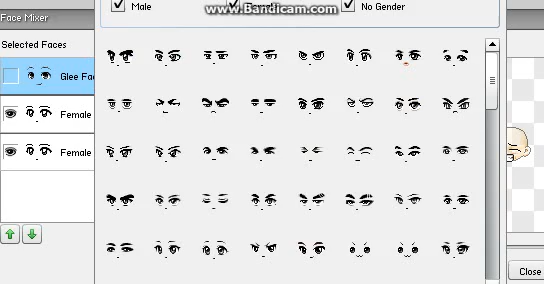 www.Bandicam.com
Male
No Gender
Face Mixer
Selected Faces
Glee Fac
Female
Female
Close